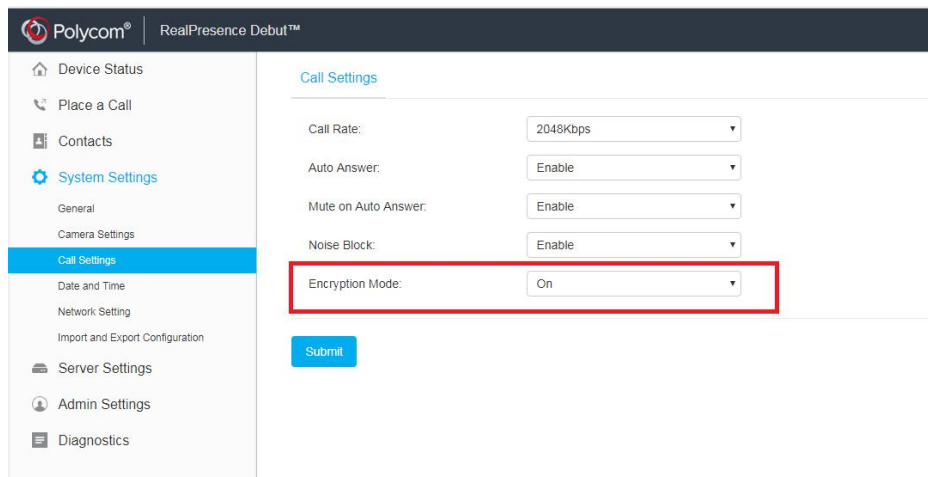 Polycom® RealPresence Debut™
Device Status
Place a Call
Contacts
System Settings
General
Camera Settings
Call Settings
Date and Time
Network Setting
Import and Export Configuration
Server Settings
Admin Settings
Diagnostics
Call Settings
Call Rate: 2048Kbps
Auto Answer: Enable
Mute on Auto Answer: Enable
Noise Block: Enable
Encryption Mode: On
Submit